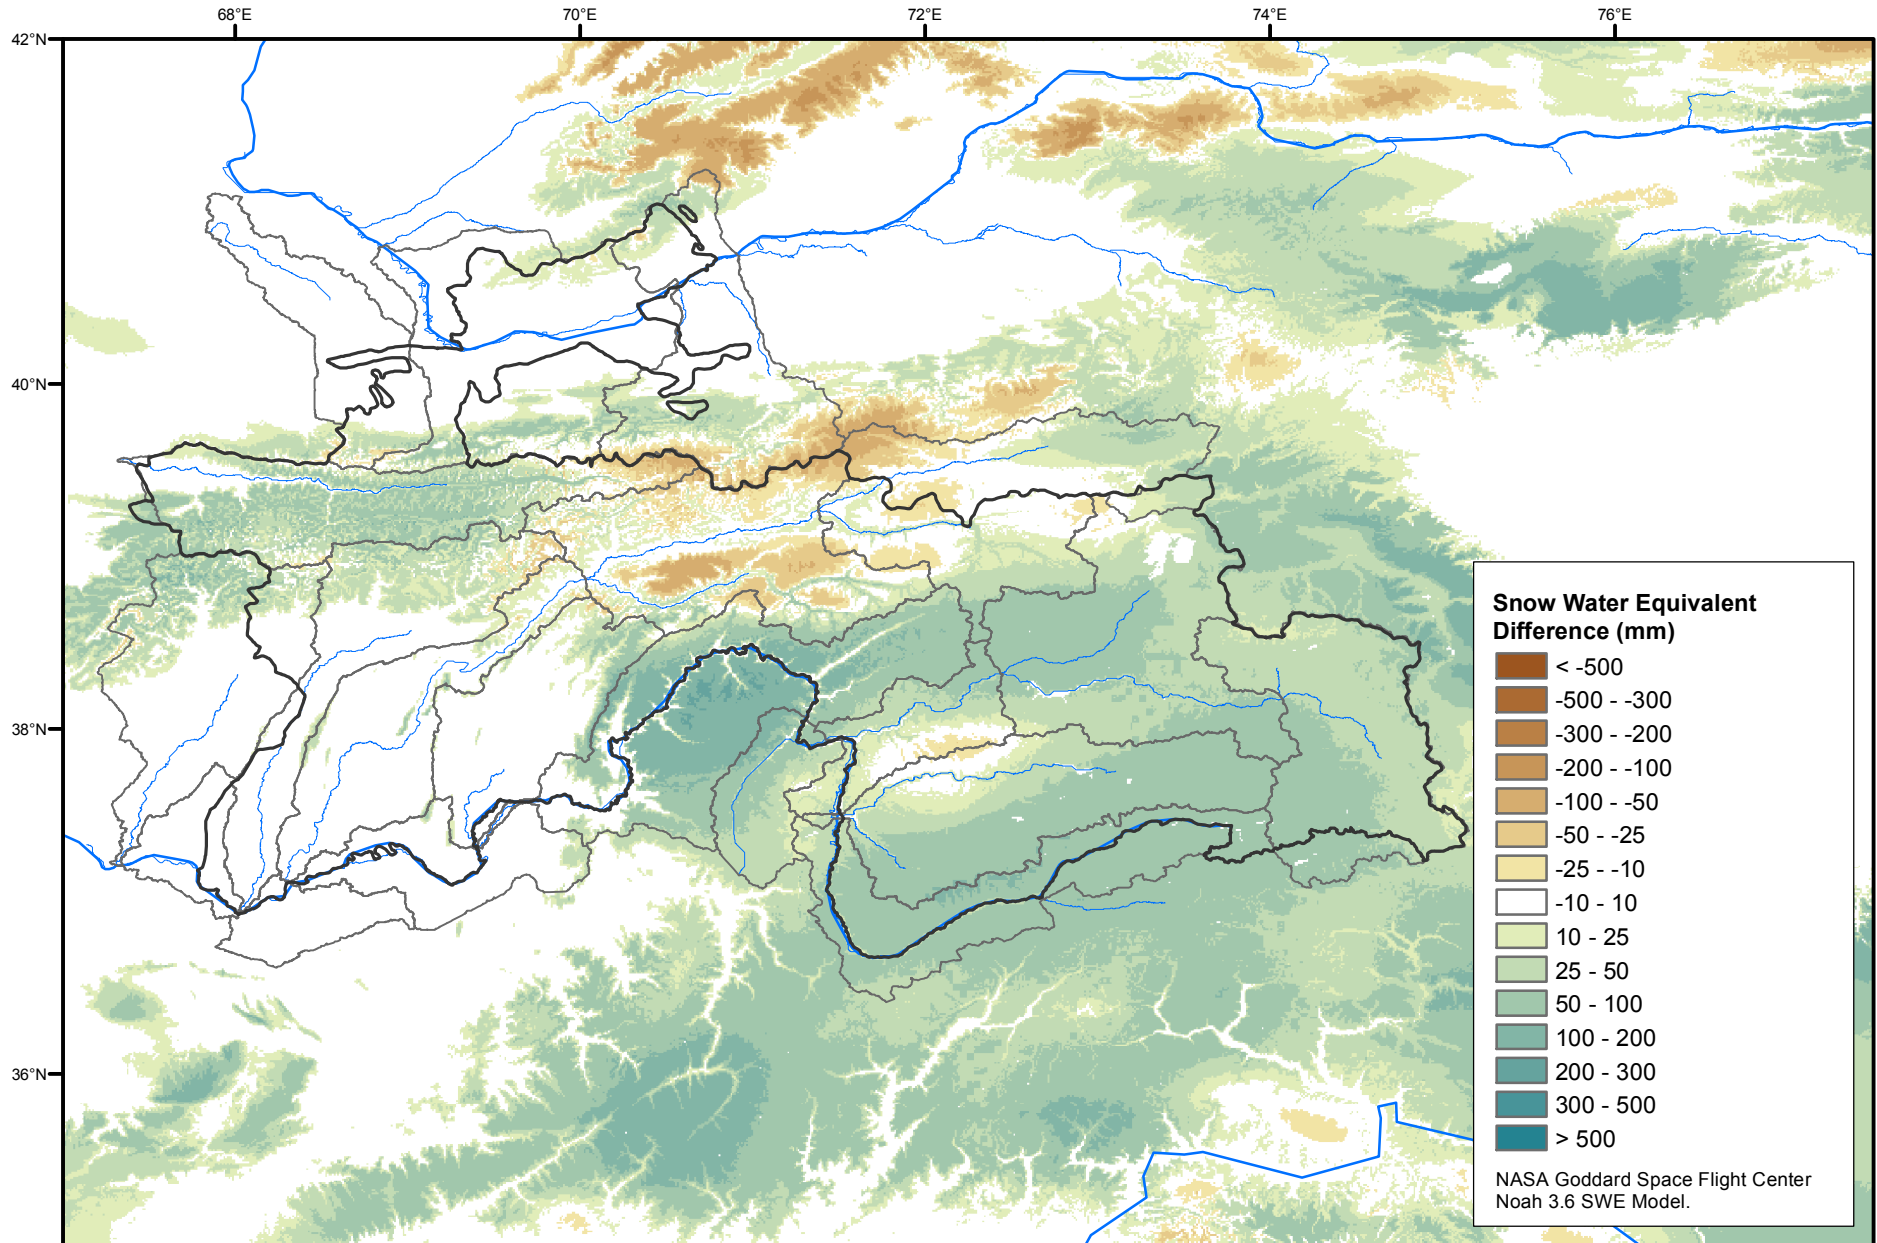 68°E 70°E 72°E 74°E 76°E
42°N
40°N
38°N
36°N
Snow Water Equivalent
Difference (mm)
< -500
-500 - -300
-300 - -200
-200 - -100
-100 - -50
-50 - -25
-25 - -10
-10 - 10
10 - 25
25 - 50
50 - 100
100 - 200
200 - 300
300 - 500
> 500
NASA Goddard Space Flight Center
Noah 3.6 SWE Model.